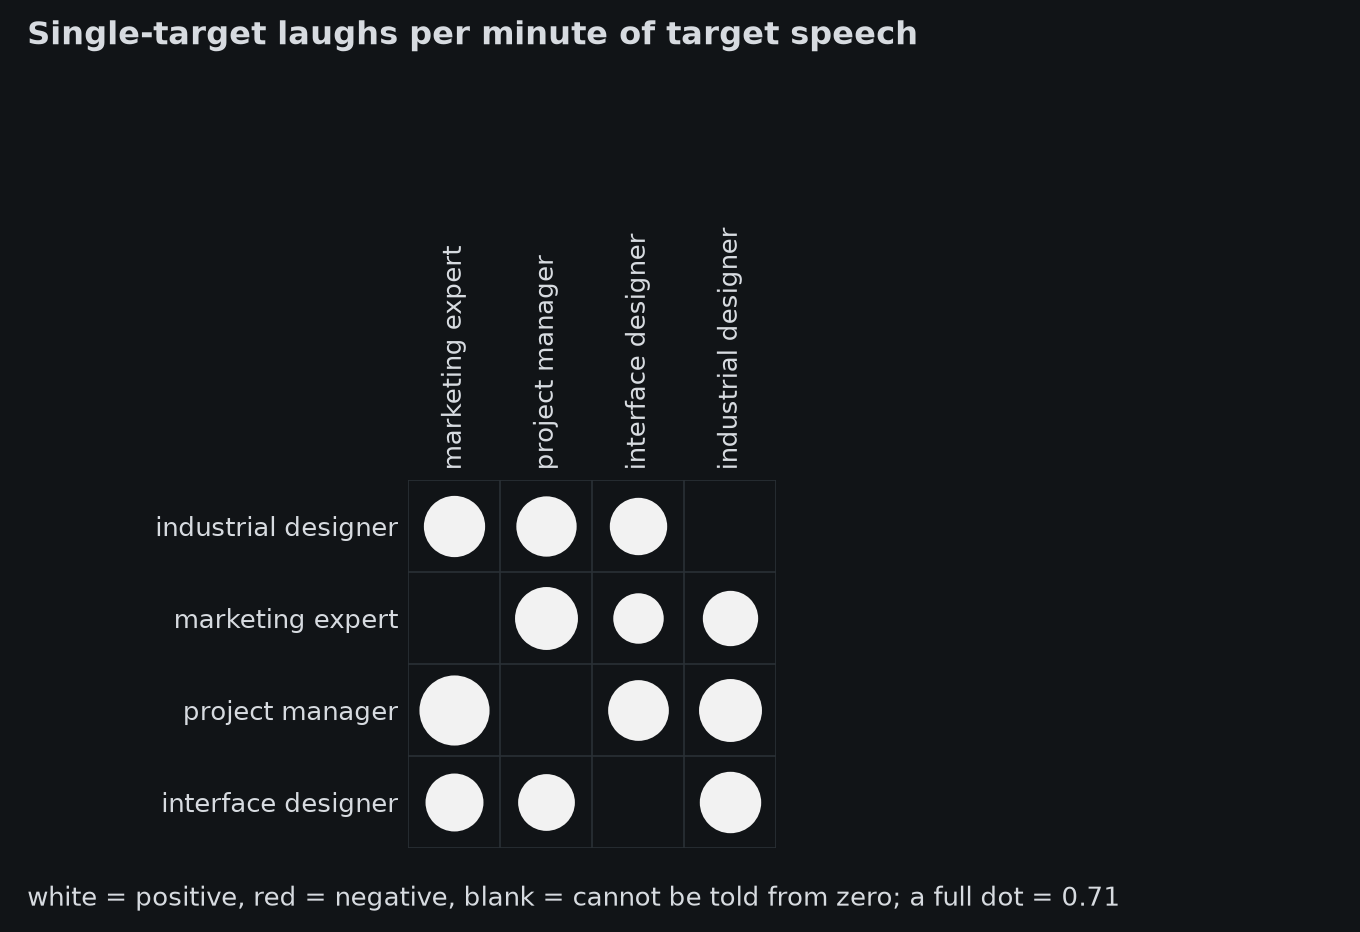 Single-target laughs per minute of target speech
marketing expert
project manager
interface designer
industrial designer
industrial designer
marketing expert
project manager
interface designer
white = positive, red = negative, blank = cannot be told from zero; a full dot = 0.71